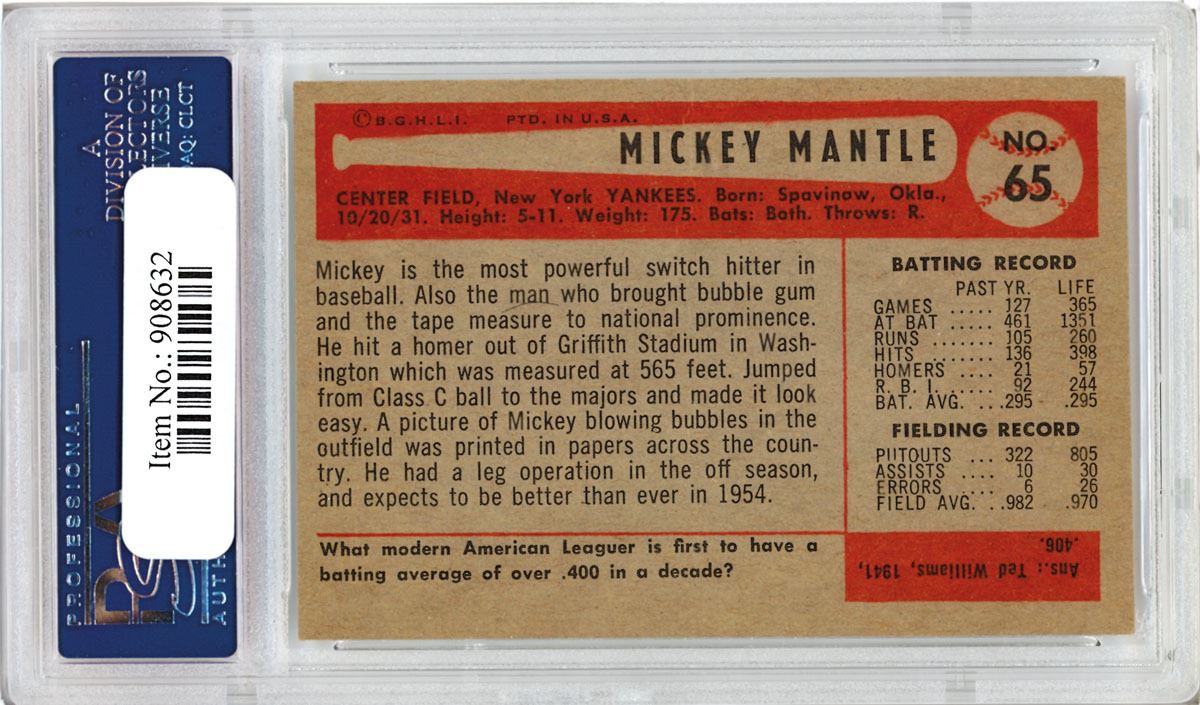 A
DIVISION OF
Item No.: 908632
PROFESSIONAL
©B.G.H.L.I. PTD. IN U.S.A.
MICKEY MANTLE
NO.
65
CENTER FIELD, New York YANKEES. Born: Spavinaw, Okla.,
10/20/31. Height: 5-11. Weight: 175. Bats: Both. Throws: R.
Mickey is the most powerful switch hitter in
baseball. Also the man who brought bubble gum
and the tape measure to national prominence.
He hit a homer out of Griffith Stadium in Wash-
ington which was measured at 565 feet. Jumped
from Class C ball to the majors and made it look
easy. A picture of Mickey blowing bubbles in the
outfield was printed in papers across the coun-
try. He had a leg operation in the off season,
and expects to be better than ever in 1954.
What modern American Leaguer is first to have a
batting average of over .400 in a decade?
BATTING RECORD
PAST YR. LIFE
GAMES ..... 127 365
AT BAT ..... 461 1351
RUNS ...... 105 260
HITS ....... 136 398
HOMERS .... 21 57
R. B. I. ...... 92 244
BAT. AVG. ... .295 .295
FIELDING RECORD
PUTOUTS ... 322 805
ASSISTS .... 10 30
ERRORS .... 6 26
FIELD AVG. . .982 .970
Ans.: Ted Williams, 1941,
.406.